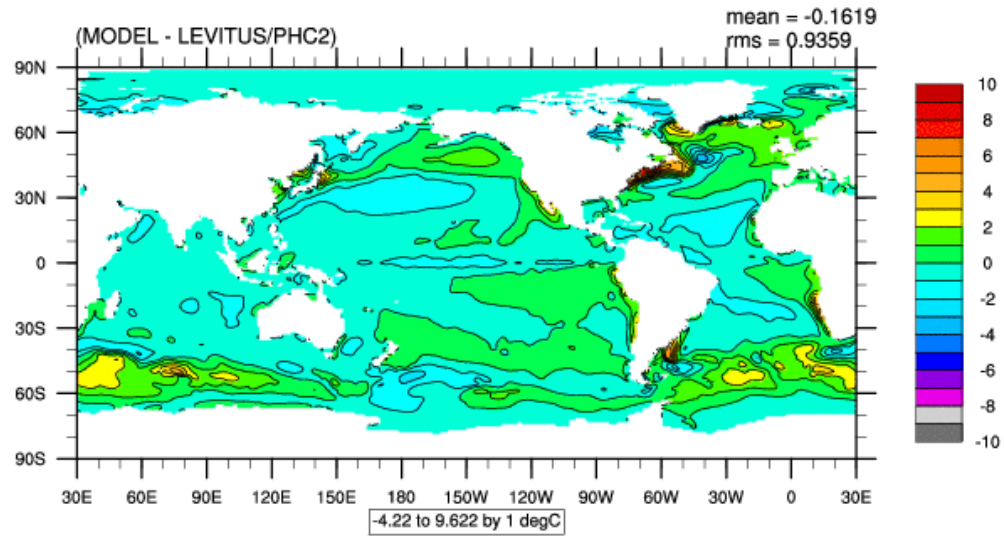 mean = -0.1619
(MODEL - LEVITUS/PHC2)
rms = 0.9359
90N
60N
30N
0
30S
60S
90S
30E 60E 90E 120E 150E 180 150W 120W 90W 60W 30W 0 30E
-4.22 to 9.622 by 1 degC
10
8
6
4
2
0
-2
-4
-6
-8
-10